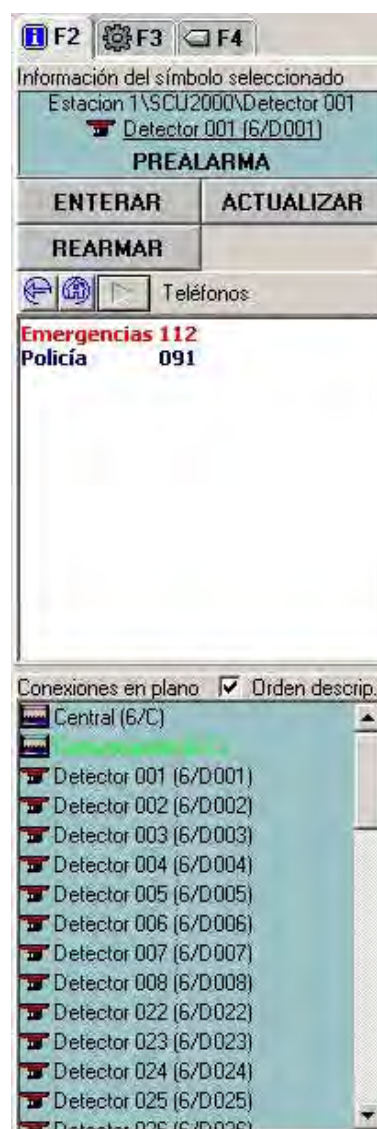 F2 F3 F4
Información del símbolo seleccionado
Estacion 1\SCU2000\Detector 001
Detector 001 (6/D001)
PREALARMA
ENTERAR ACTUALIZAR
REARMAR
Teléfonos
Emergencias 112
Policía 091
Conexiones en plano Orden descrip.
Central (6/C)
Detector 001 (6/D001)
Detector 002 (6/D002)
Detector 003 (6/D003)
Detector 004 (6/D004)
Detector 005 (6/D005)
Detector 006 (6/D006)
Detector 007 (6/D007)
Detector 008 (6/D008)
Detector 022 (6/D022)
Detector 023 (6/D023)
Detector 024 (6/D024)
Detector 025 (6/D025)
Detector 026 (6/D026)